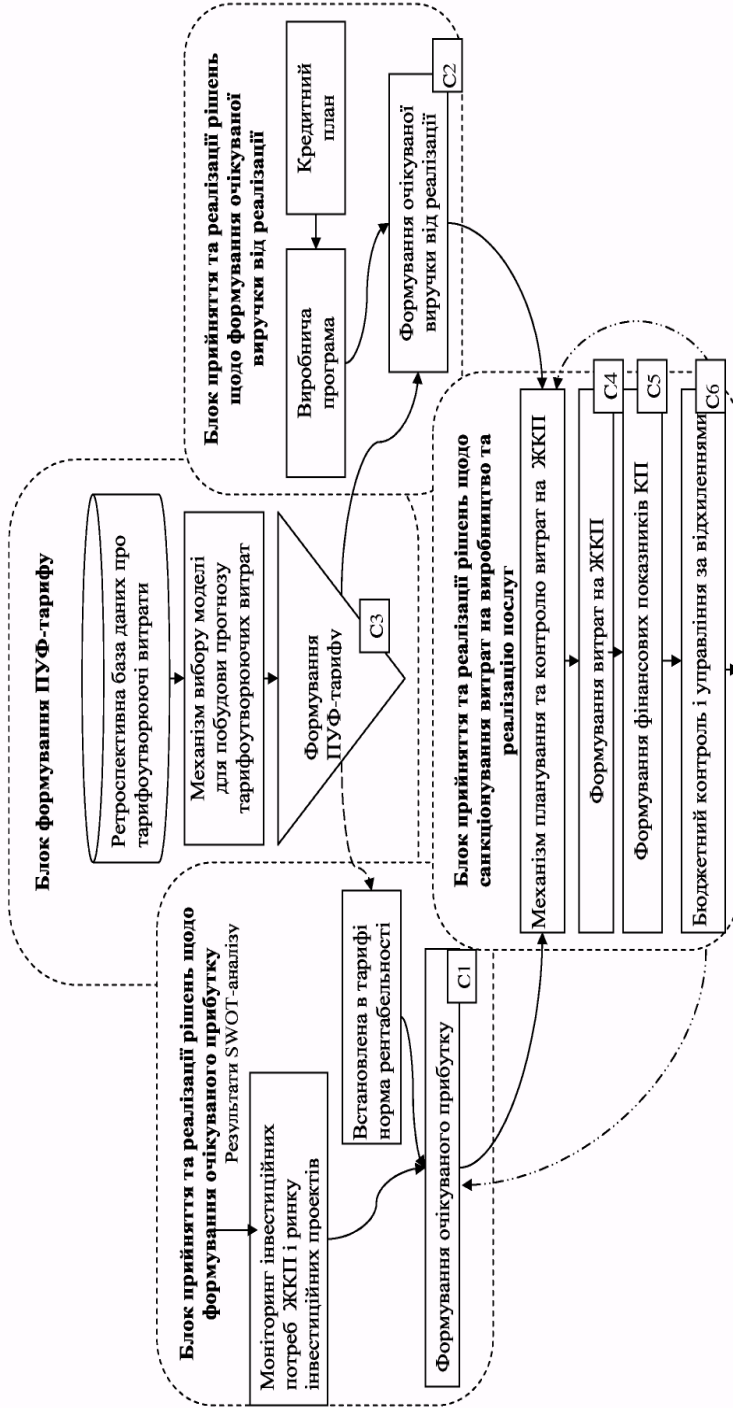 Блок формування ПУФ-тарифу
Ретроспективна база даних про
тарифоутворюючі витрати
Механізм вибору моделі
для побудови прогнозу
тарифоутворюючих витрат
Формування
ПУФ-тарифу
С3
Блок прийняття та реалізації рішень щодо
формування очікуваного прибутку
Результати SWOT-аналізу
Моніторинг інвестиційних
потреб ЖКП і ринку
інвестиційних проектів
Встановлена в тарифі
норма рентабельності
Формування очікуваного прибутку
С1
Блок прийняття та реалізації рішень
щодо формування очікуваної
виручки від реалізації
Виробнича
програма
Кредитний
план
Формування очікуваної
виручки від реалізації
С2
Блок прийняття та реалізації рішень щодо
санкціонування витрат на виробництво та
реалізацію послуг
Механізм планування та контролю витрат на ЖКП
Формування витрат на ЖКП
С4
Формування фінансових показників КП
С5
Бюджетний контроль і управління за відхиленнями
С6